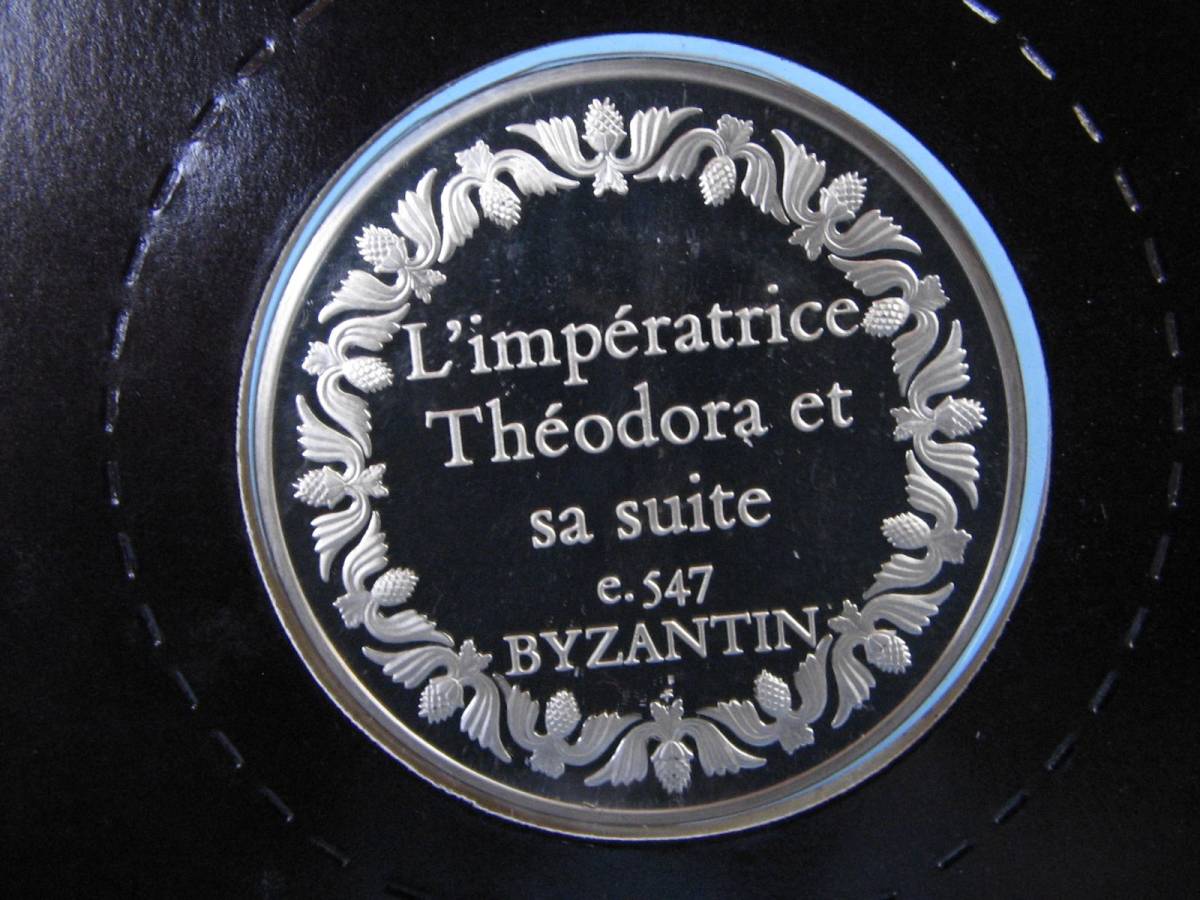 L'impératrice
Théodora et
sa suite
e.547
BYZANTIN